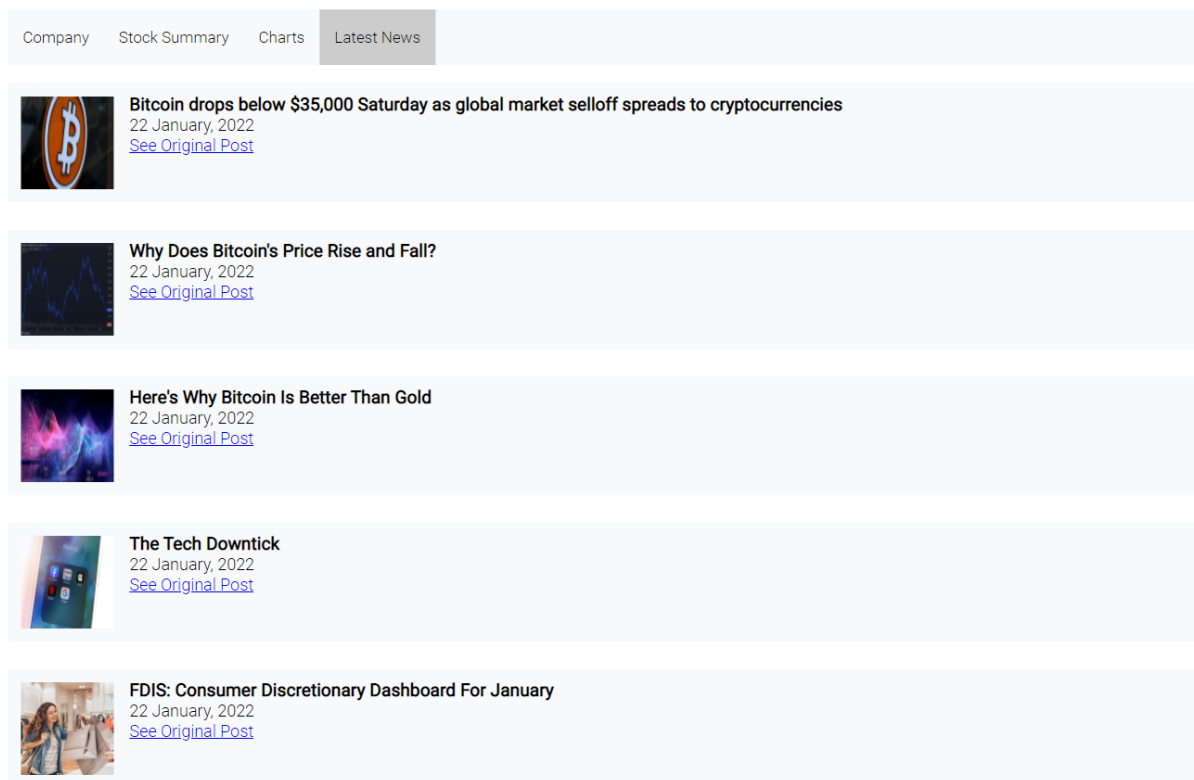 Company
Stock Summary
Charts
Latest News
Bitcoin drops below $35,000 Saturday as global market selloff spreads to cryptocurrencies
22 January, 2022
See Original Post
Why Does Bitcoin's Price Rise and Fall?
22 January, 2022
See Original Post
Here's Why Bitcoin Is Better Than Gold
22 January, 2022
See Original Post
The Tech Downtick
22 January, 2022
See Original Post
FDIS: Consumer Discretionary Dashboard For January
22 January, 2022
See Original Post